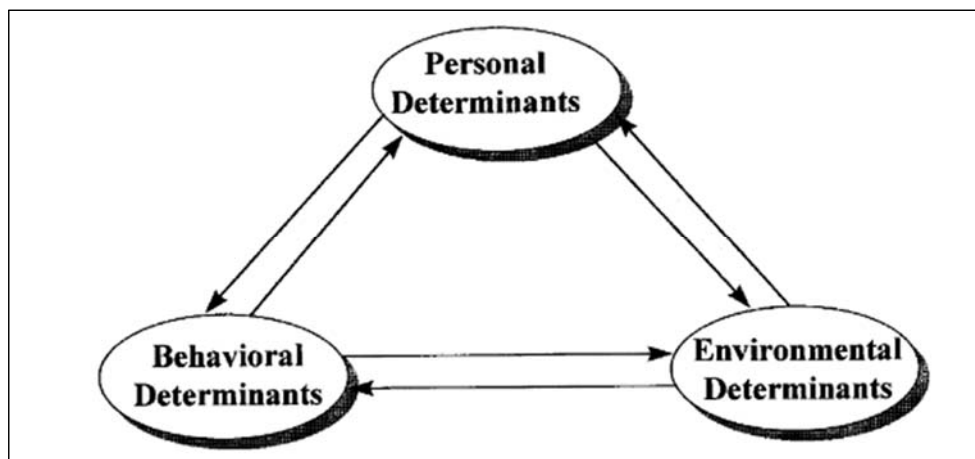 Personal
Determinants
Behavioral
Determinants
Environmental
Determinants